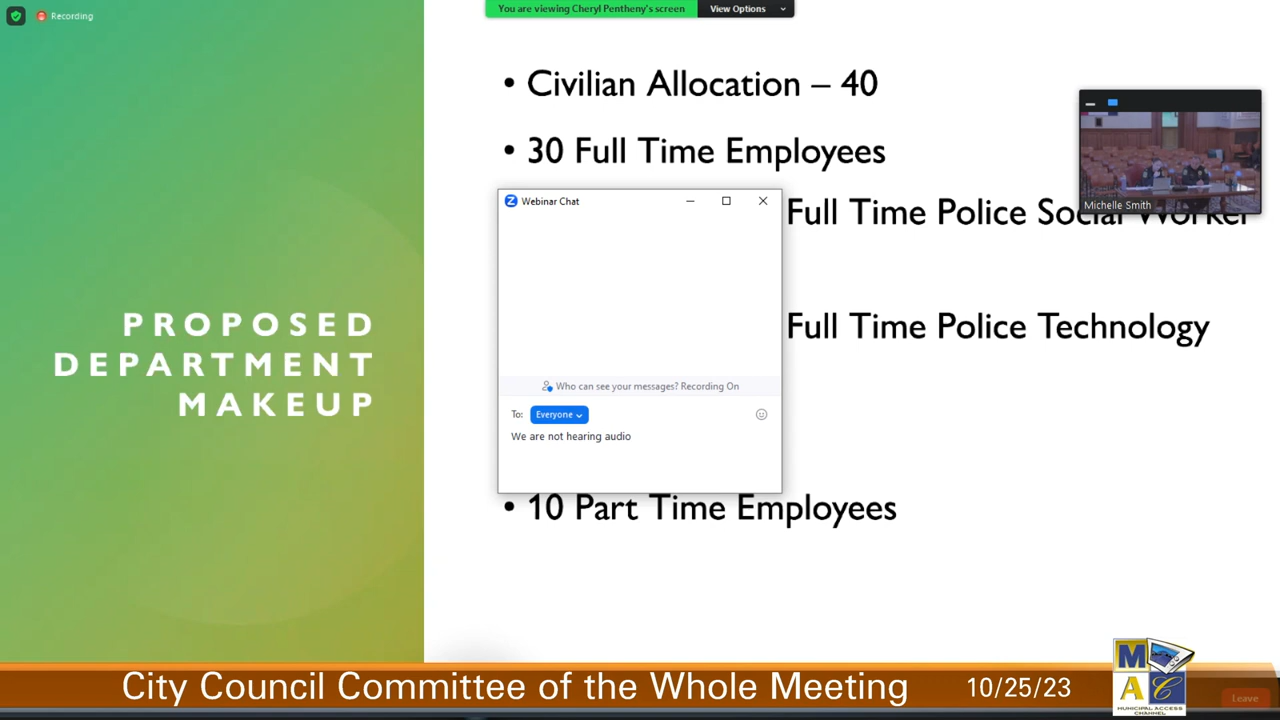 Recording
You are viewing Cheryl Pentheny's screen
View Options
• Civilian Allocation – 40
• 30 Full Time Employees
Michelle Smith
Full Time Police Social Worker
Webinar Chat
PROPOSED
DEPARTMENT
MAKEUP
Full Time Police Technology
Who can see your messages? Recording On
To: Everyone
We are not hearing audio
• 10 Part Time Employees
City Council Committee of the Whole Meeting 10/25/23
M
A C
MUNICIPAL ACCESS
CHANNEL
Leave